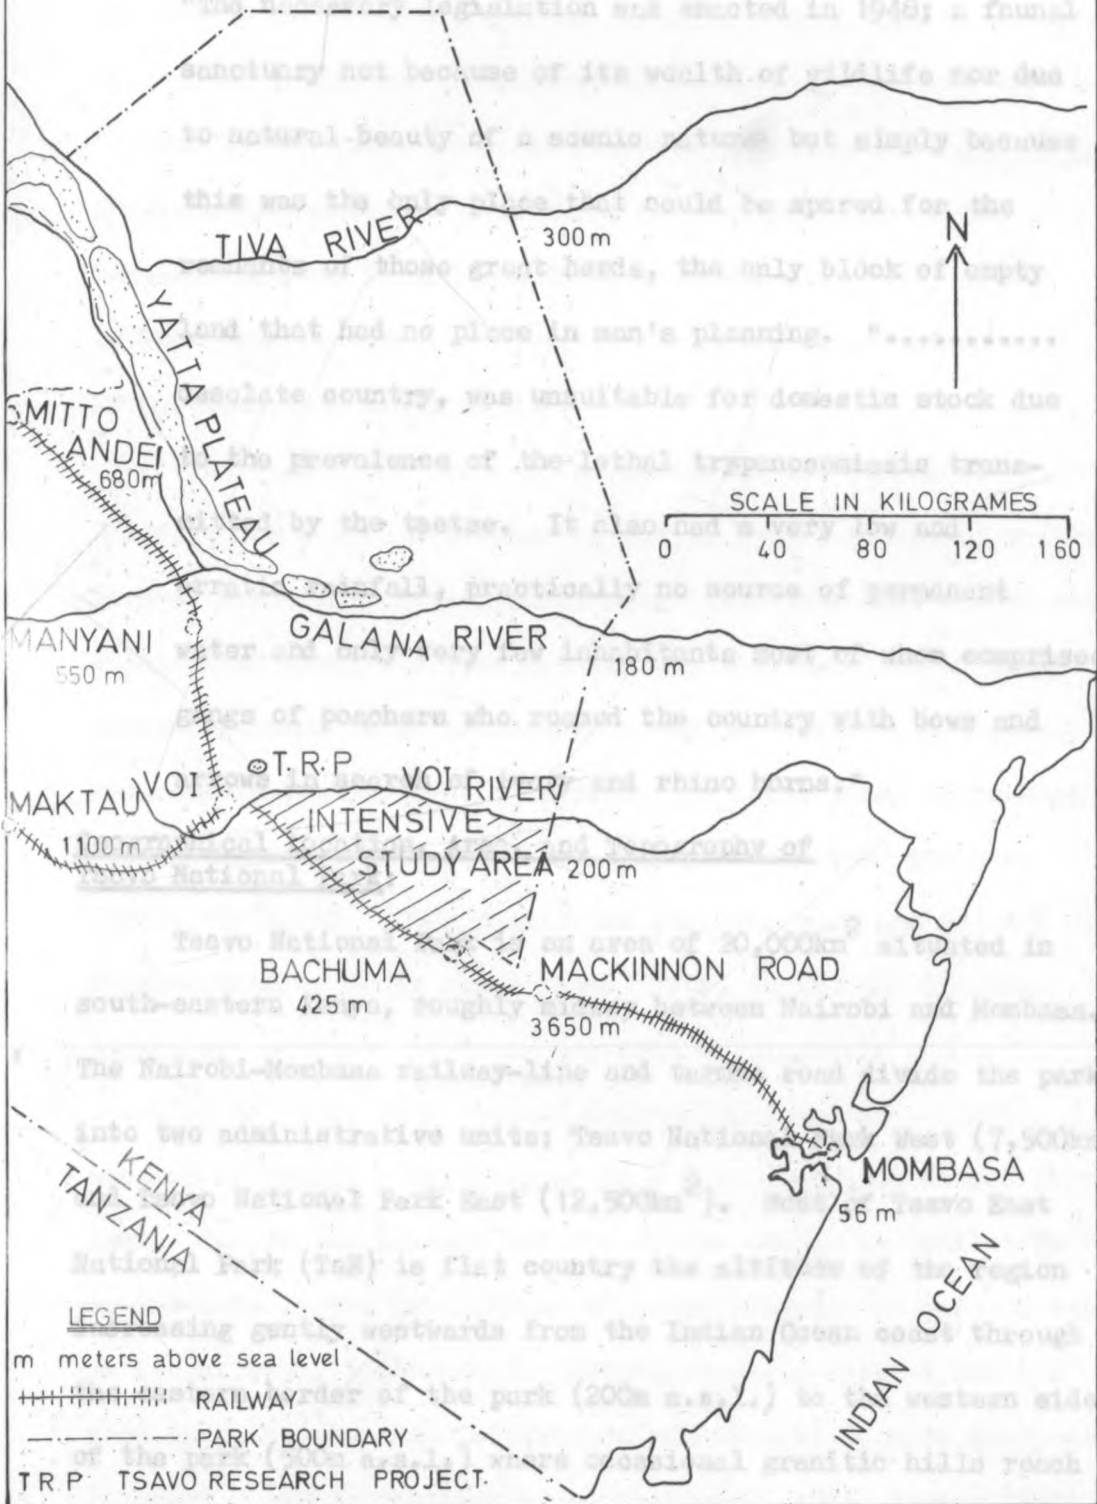 "The necessary legislation was enacted in 1948; a faunal
sanctuary not because of its wealth of wildlife nor due
to natural beauty of a scenic nature but simply because
this was the only place that could be spared for the
remnants of those great herds, the only block of empty
land that had no place in man's planning. "...........
desolate country, was unsuitable for domestic stock due
to the prevalence of the lethal trypanosomiasis trans-
mitted by the tsetse. It also had a very low and
erratic rainfall, practically no source of permanent
water and only very few inhabitants most of whom comprised
gangs of poachers who roamed the country with bows and
arrows in search of ivory and rhino horns."
Geographical Location, Area, and Topography of
Tsavo National Park:
Tsavo National Park is an area of 20,000km² situated in
south-eastern Kenya, roughly midway between Nairobi and Mombasa.
The Nairobi-Mombasa railway-line and tarmac road divide the park
into two administrative units; Tsavo National Park West (7,500km
and Tsavo National Park East (12,500km²). Most of Tsavo East
National Park (TsE) is flat country the altitude of the region
increasing gently westwards from the Indian Ocean coast through
the eastern border of the park (200m a.s.l.) to the western side
of the park (500m a.s.l.) where occasional granitic hills reach
TIVA RIVER
300 m
N
YATTA PLATEAU
MITTO
ANDEI
680m
SCALE IN KILOGRAMES
0 40 80 120 160
MANYANI
550 m
GALANA RIVER
180 m
T.R.P
VOI
VOI RIVER
MAKTAU
1100 m
INTENSIVE
STUDY AREA
200 m
BACHUMA
425 m
MACKINNON ROAD
3650 m
MOMBASA
56 m
KENYA
TANZANIA
INDIAN OCEAN
LEGEND
m meters above sea level
RAILWAY
PARK BOUNDARY
T.R.P TSAVO RESEARCH PROJECT.